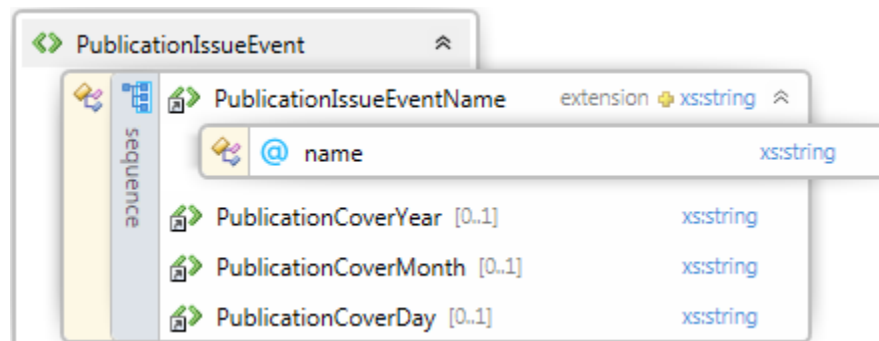 PublicationIssueEvent
PublicationIssueEventName extension xs:string
sequence
@ name xs:string
PublicationCoverYear [0..1] xs:string
PublicationCoverMonth [0..1] xs:string
PublicationCoverDay [0..1] xs:string